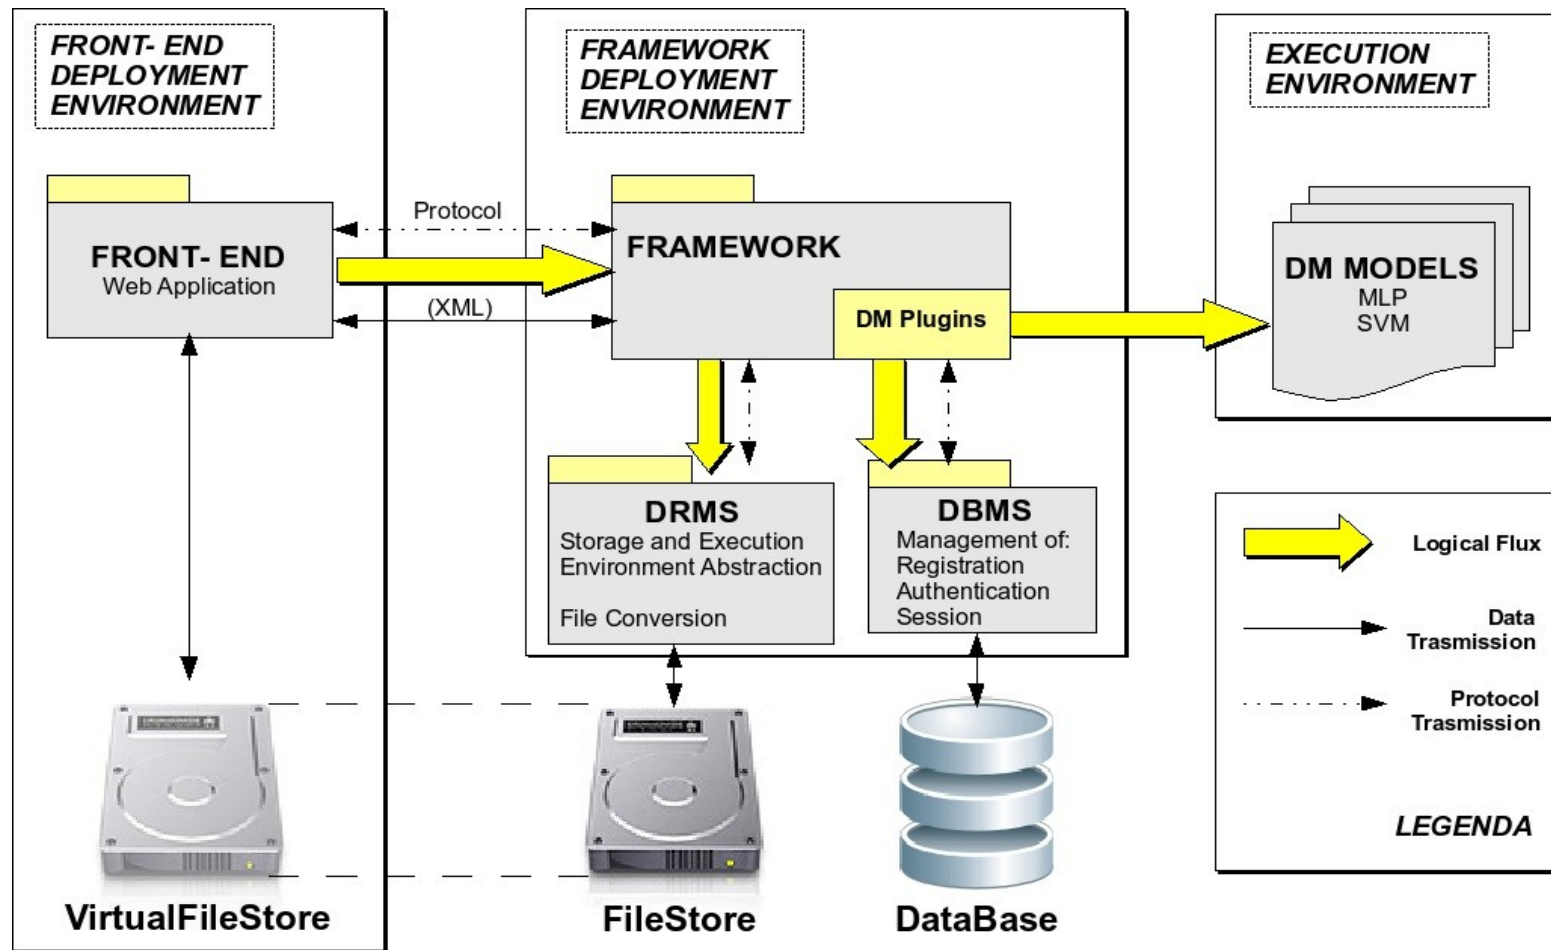 FRONT- END
DEPLOYMENT
ENVIRONMENT
FRAMEWORK
DEPLOYMENT
ENVIRONMENT
EXECUTION
ENVIRONMENT
Protocol
FRONT- END
Web Application
(XML)
FRAMEWORK
DM Plugins
DM MODELS
MLP
SVM
DRMS
Storage and Execution
Environment Abstraction
File Conversion
DBMS
Management of:
Registration
Authentication
Session
Logical Flux
Data
Trasmission
Protocol
Trasmission
LEGENDA
VirtualFileStore
FileStore
DataBase